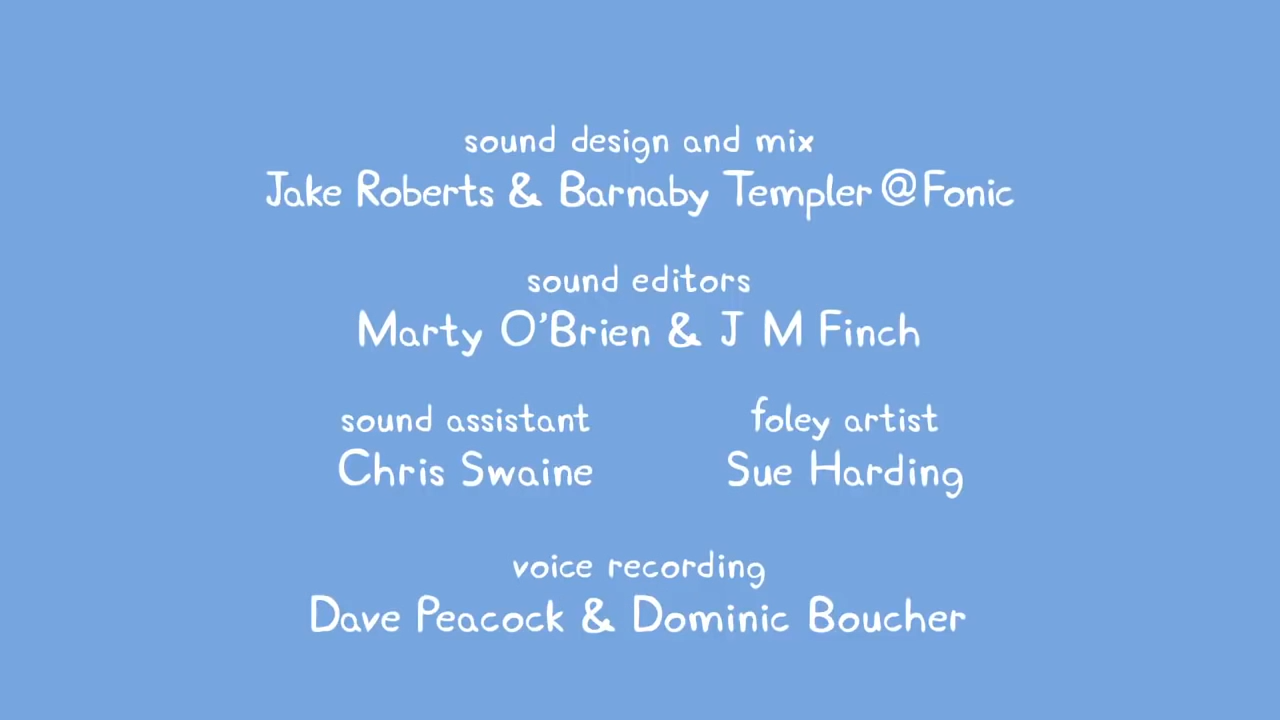 sound design and mix
Jake Roberts & Barnaby Templer @Fonic
sound editors
Marty O'Brien & J M Finch
sound assistant
Chris Swaine
foley artist
Sue Harding
voice recording
Dave Peacock & Dominic Boucher